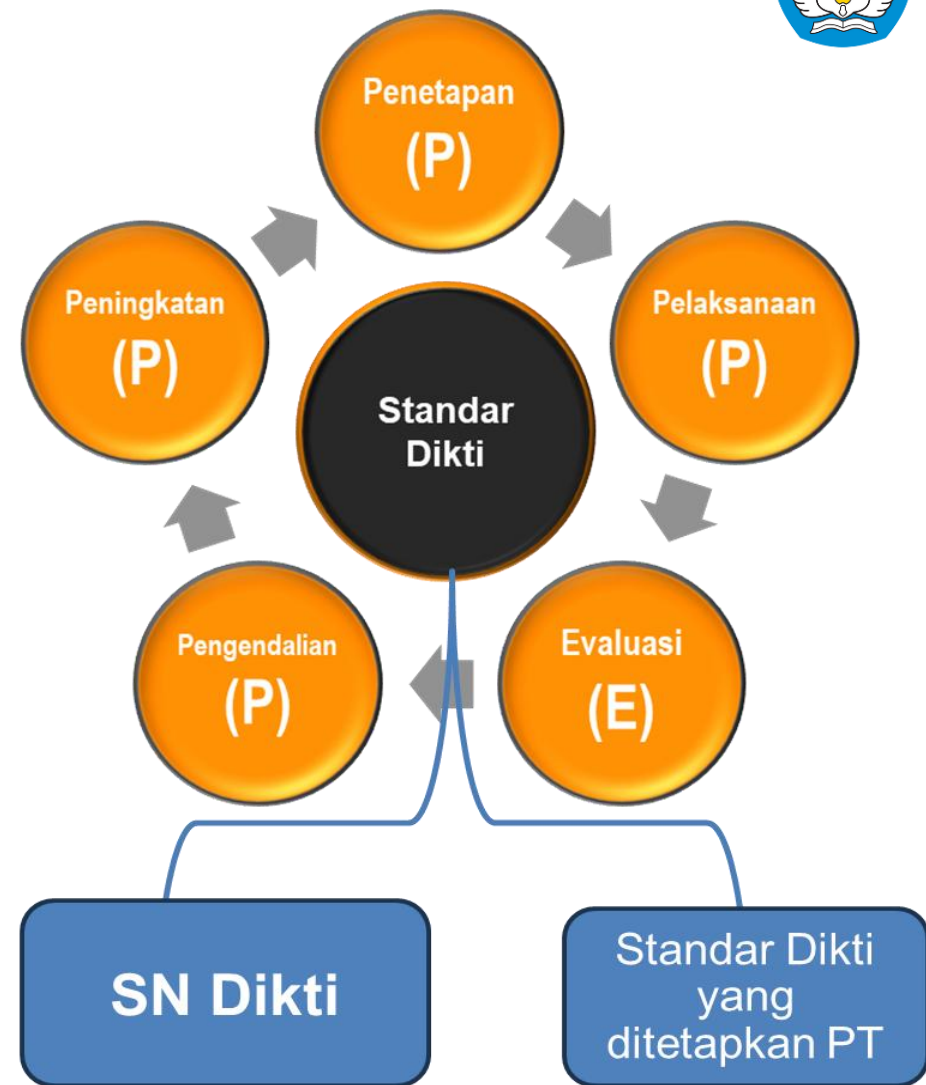 Penetapan
(P)
Peningkatan
(P)
Pelaksanaan
(P)
Standar
Dikti
Pengendalian
(P)
Evaluasi
(E)
SN Dikti
Standar Dikti
yang
ditetapkan PT